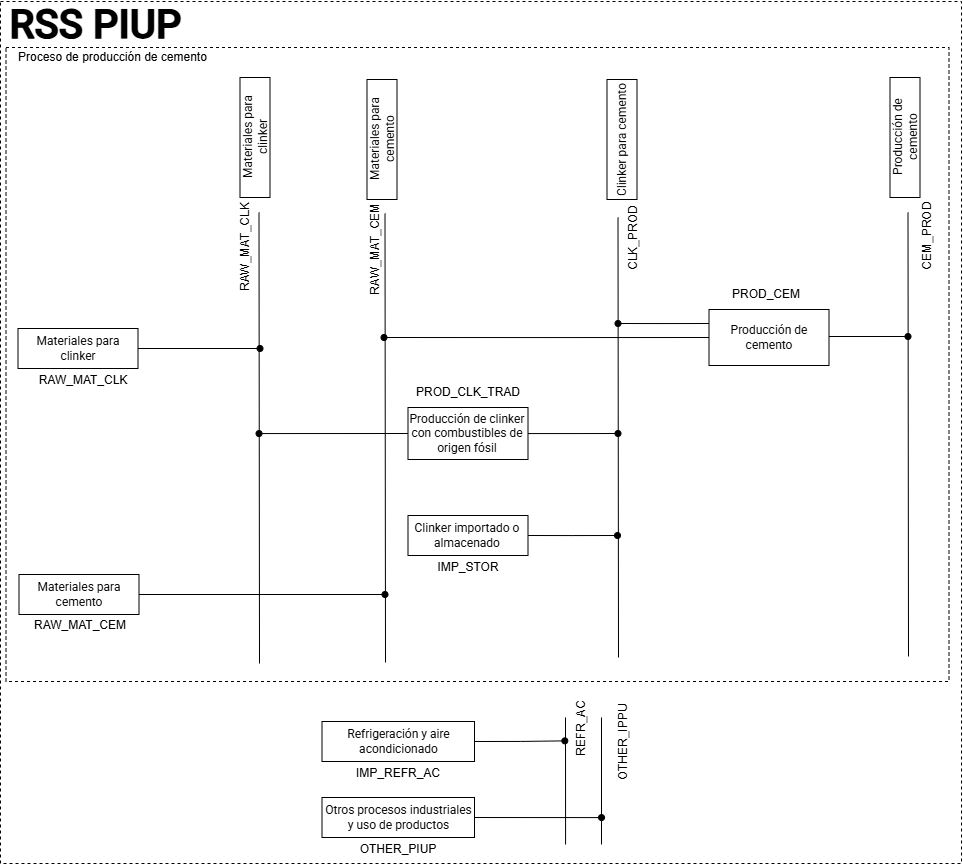 RSS PIUP
Proceso de producción de cemento
Materiales para
clinker
Materiales para
cemento
Clinker para cemento
Producción de
cemento
RAW_MAT_CLK
RAW_MAT_CEM
CLK_PROD
CEM_PROD
PROD_CEM
Producción de
cemento
Materiales para
clinker
RAW_MAT_CLK
PROD_CLK_TRAD
Producción de clinker
con combustibles de
origen fósil
Clinker importado o
almacenado
IMP_STOR
Materiales para
cemento
RAW_MAT_CEM
REFR_AC
OTHER_IPPU
Refrigeración y aire
acondicionado
IMP_REFR_AC
Otros procesos industriales
y uso de productos
OTHER_PIUP